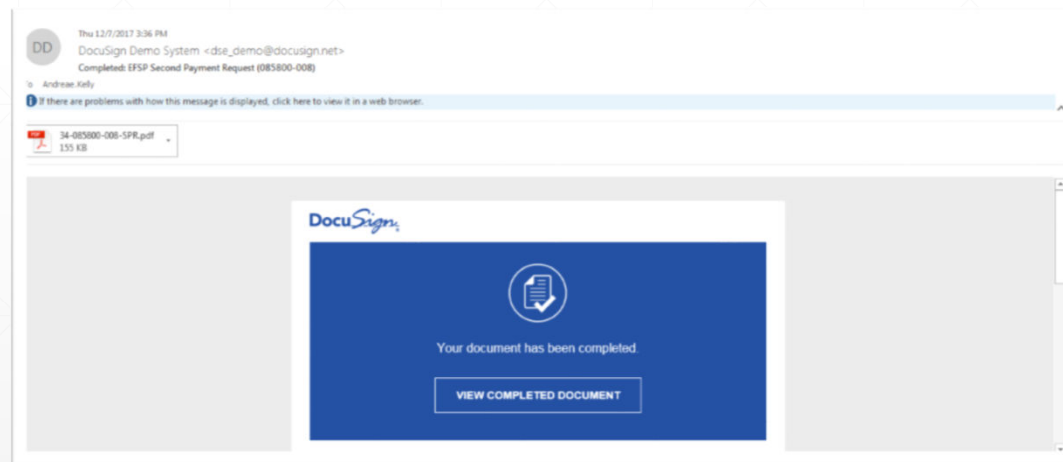 Thu 12/7/2017 3:36 PM
DD
DocuSign Demo System <dse_demo@docusign.net>
Completed: EFSP Second Payment Request (085800-008)
'o Andreae.Kelly
If there are problems with how this message is displayed, click here to view it in a web browser.
PDF
34-085800-008-SPR.pdf
155 KB
DocuSign
Your document has been completed.
VIEW COMPLETED DOCUMENT